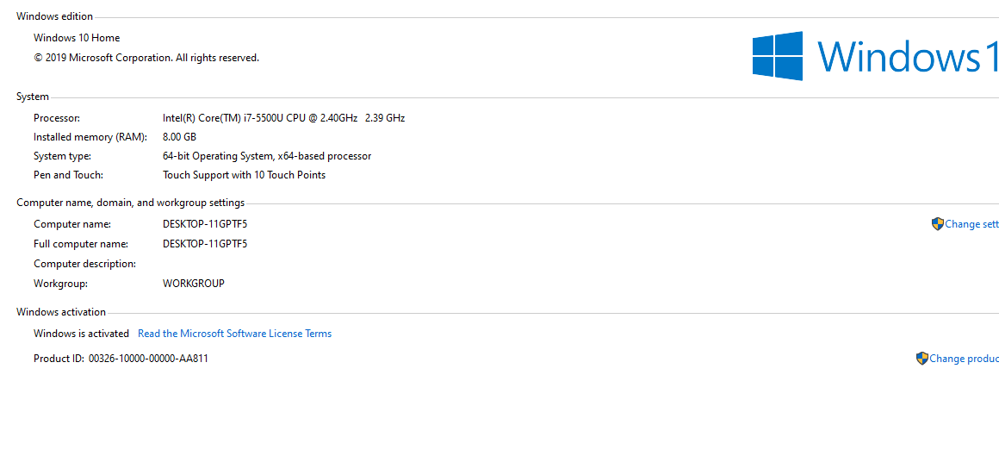 Windows edition
Windows 10 Home
© 2019 Microsoft Corporation. All rights reserved.
Windows 1
System
Processor: Intel(R) Core(TM) i7-5500U CPU @ 2.40GHz 2.39 GHz
Installed memory (RAM): 8.00 GB
System type: 64-bit Operating System, x64-based processor
Pen and Touch: Touch Support with 10 Touch Points
Computer name, domain, and workgroup settings
Computer name: DESKTOP-11GPTF5 Change sett
Full computer name: DESKTOP-11GPTF5
Computer description:
Workgroup: WORKGROUP
Windows activation
Windows is activated Read the Microsoft Software License Terms
Product ID: 00326-10000-00000-AA811 Change produc